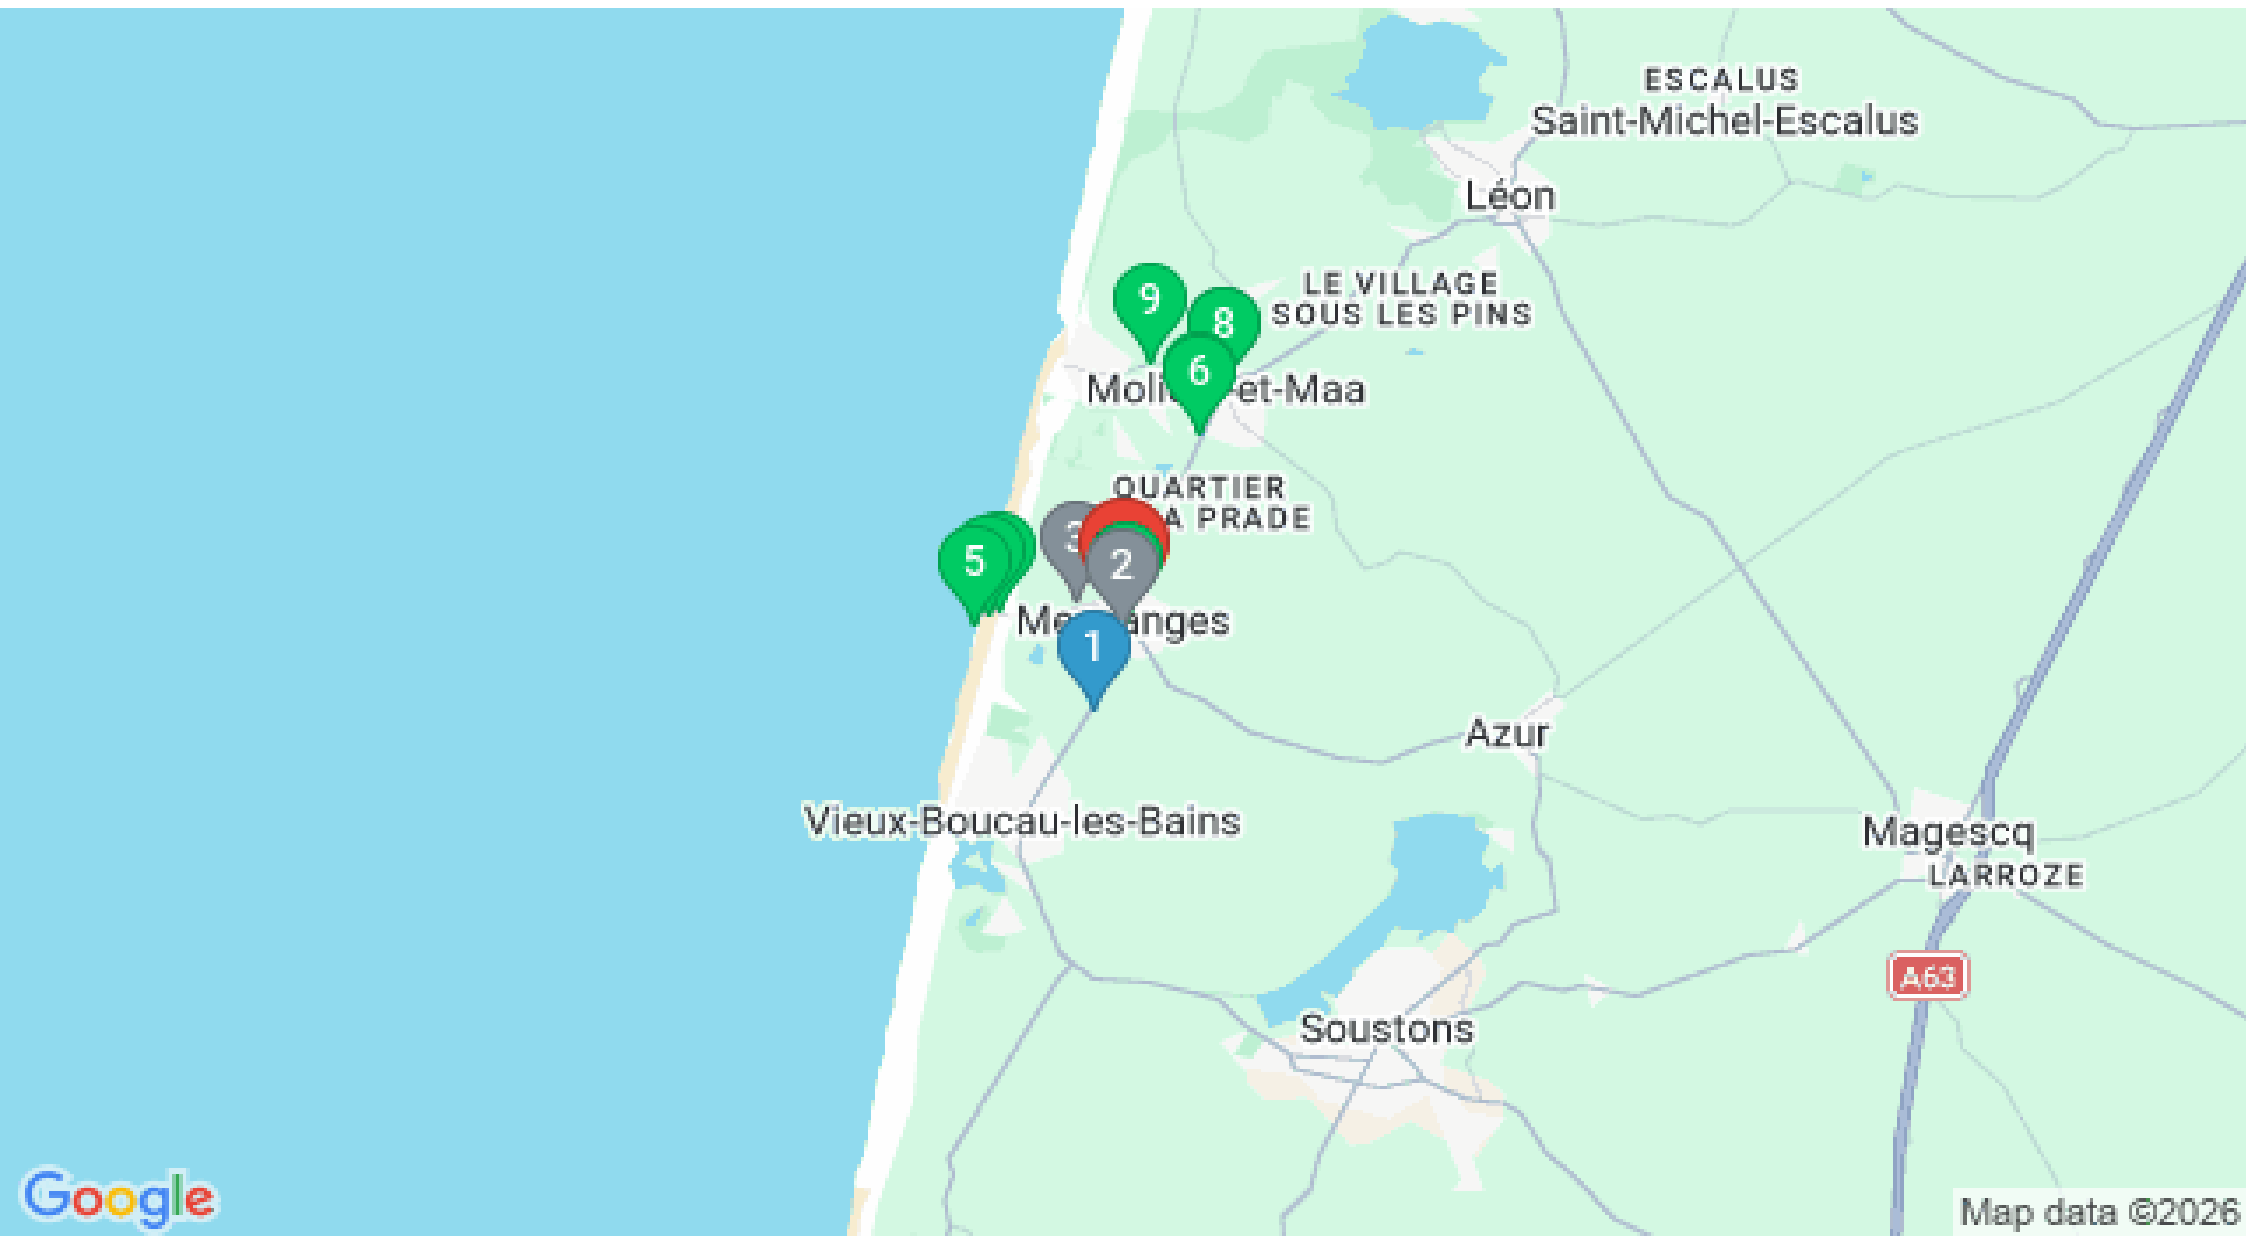 ESCALUS
Saint-Michel-Escalus
Léon
LE VILLAGE
SOUS LES PINS
9
8
6
et-Maa
QUARTIER
PRADE
3
5
2
1
Azur
Vieux-Boucau-les-Bains
Magescq
LARROZE
A63
Soustons
Google
Map data ©2026